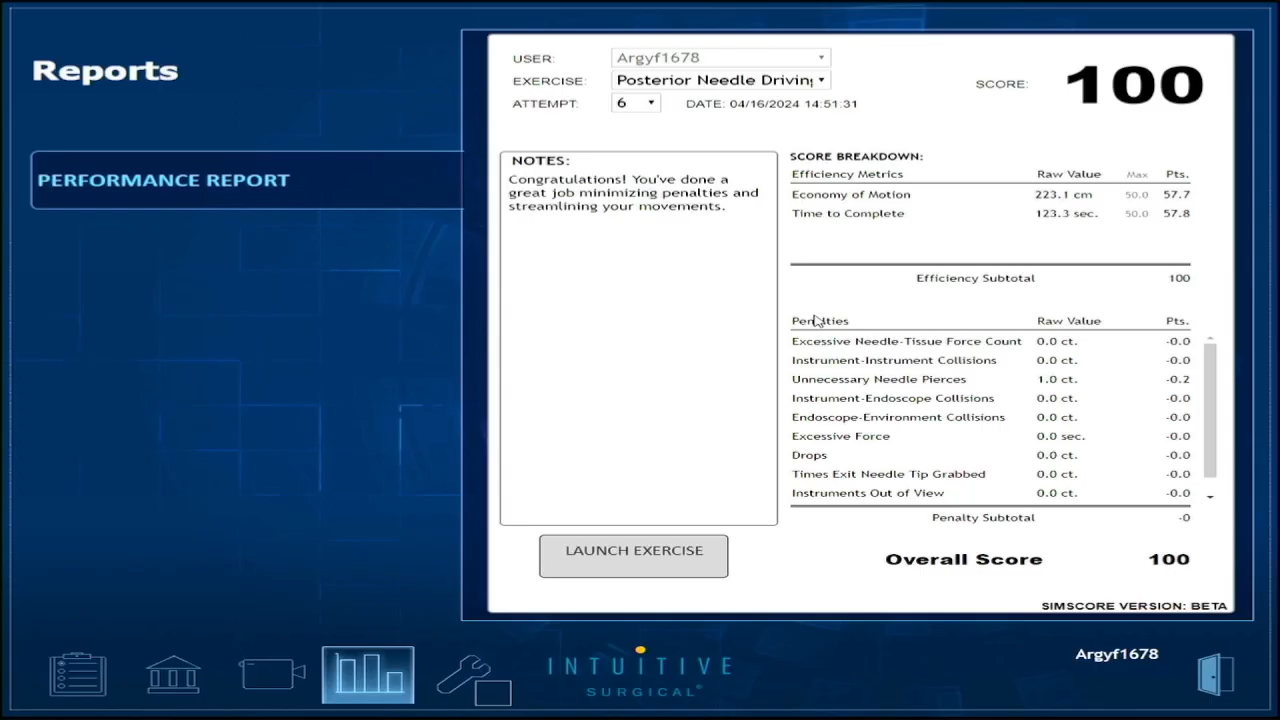 Reports
PERFORMANCE REPORT
USER: Argyf1678
EXERCISE: Posterior Needle Driving
ATTEMPT: 6 DATE: 04/16/2024 14:51:31
SCORE: 100
NOTES:
Congratulations! You've done a
great job minimizing penalties and
streamlining your movements.
LAUNCH EXERCISE
SCORE BREAKDOWN:
Efficiency Metrics Raw Value Max Pts.
Economy of Motion 223.1 cm 50.0 57.7
Time to Complete 123.3 sec. 50.0 57.8
Efficiency Subtotal 100
Penalties Raw Value Pts.
Excessive Needle-Tissue Force Count 0.0 ct. -0.0
Instrument-Instrument Collisions 0.0 ct. -0.0
Unnecessary Needle Pierces 1.0 ct. -0.2
Instrument-Endoscope Collisions 0.0 ct. -0.0
Endoscope-Environment Collisions 0.0 ct. -0.0
Excessive Force 0.0 sec. -0.0
Drops 0.0 ct. -0.0
Times Exit Needle Tip Grabbed 0.0 ct. -0.0
Instruments Out of View 0.0 ct. -0.0
Penalty Subtotal -0
Overall Score 100
SIMSCORE VERSION: BETA
INTUITIVE
SURGICAL®
Argyf1678